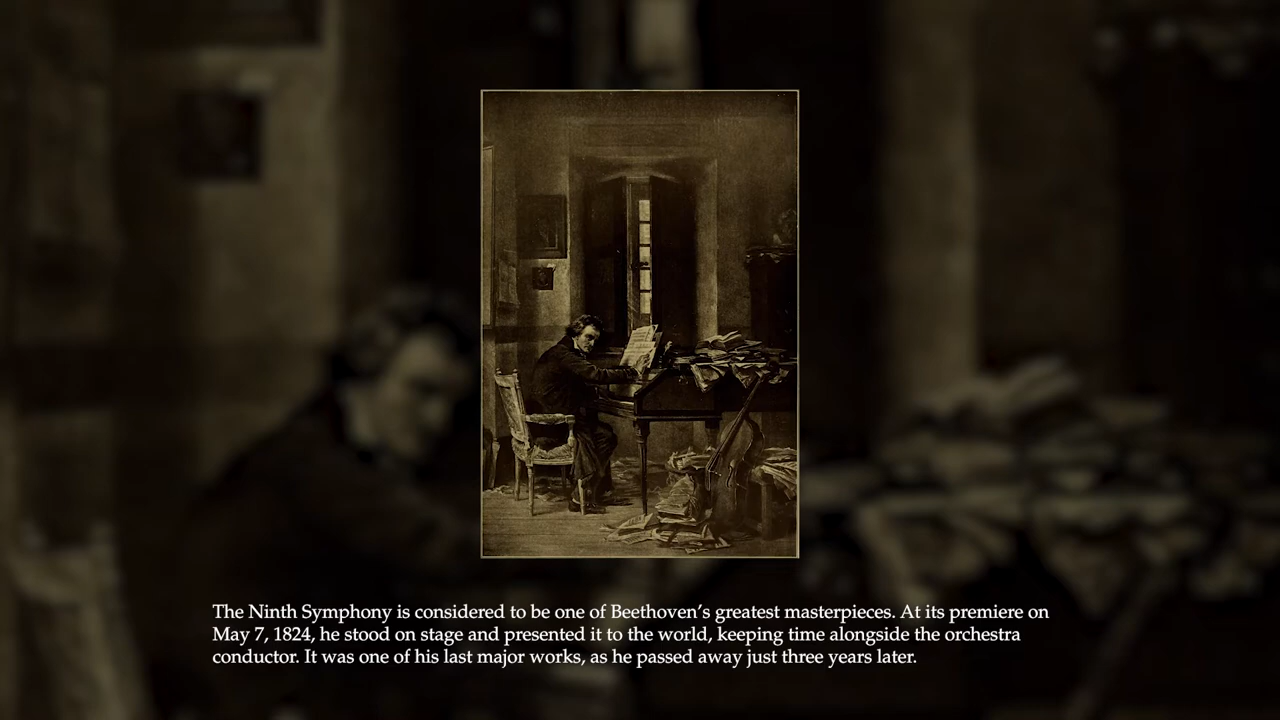 The Ninth Symphony is considered to be one of Beethoven’s greatest masterpieces. At its premiere on
May 7, 1824, he stood on stage and presented it to the world, keeping time alongside the orchestra
conductor. It was one of his last major works, as he passed away just three years later.